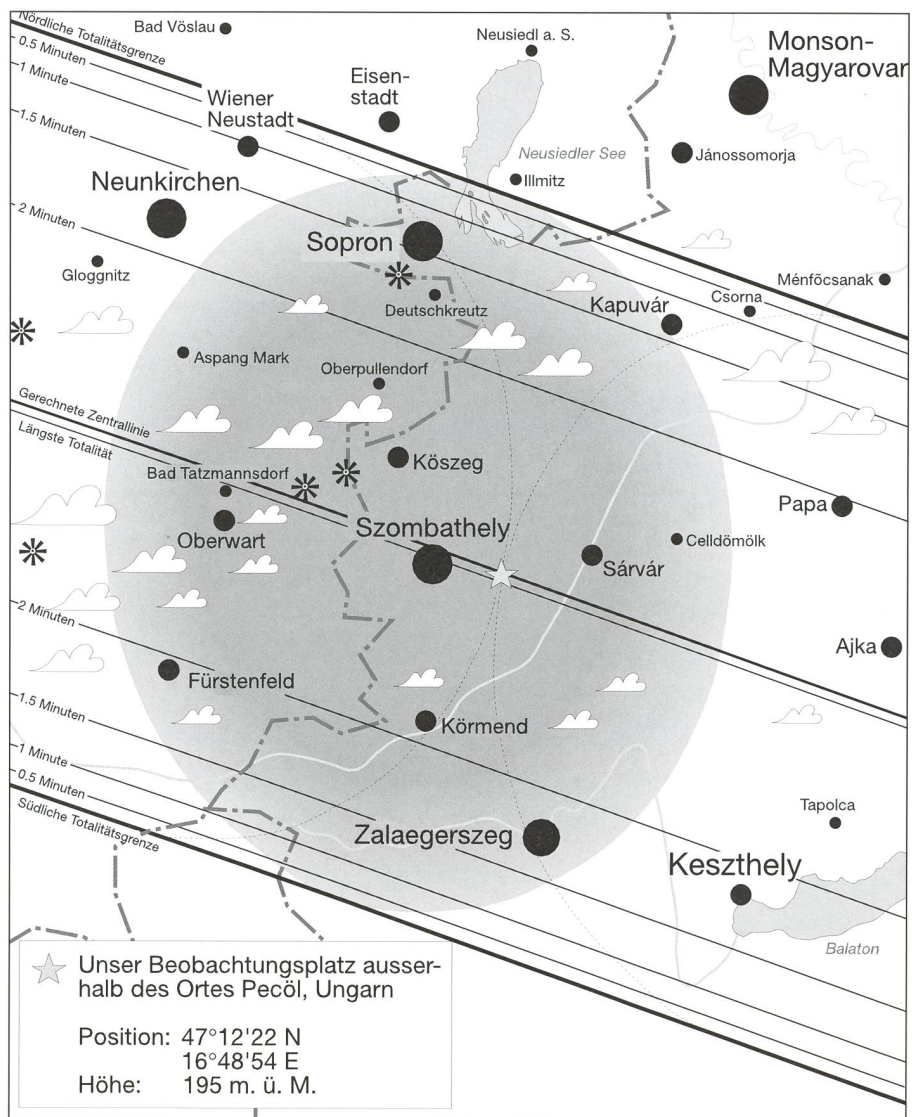 Nördliche Totalitätsgrenze
0.5 Minuten
1 Minute
1.5 Minuten
2 Minuten
Bad Vöslau
Neusiedl a. S.
Monson-
Magyarovar
Eisen-
stadt
Wiener
Neustadt
Neusiedler See
Jánossomorja
Illmitz
Neunkirchen
Sopron
Gloggnitz
Deutschkreutz
Kapuvár
Csorna
Ménfőcsanak
Aspang Mark
Oberpullendorf
Gerechnete Zentrallinie
Längste Totalität
Bad Tatzmannsdorf
Köszeg
Papa
Oberwart
Szombathely
Celldömölk
Sárvár
2 Minuten
Ajka
Fürstenfeld
1.5 Minuten
Körmend
1 Minute
0.5 Minuten
Südliche Totalitätsgrenze
Tapolca
Zalaegerszeg
Keszthely
Balaton
Unser Beobachtungsplatz ausser-
halb des Ortes Pecöl, Ungarn
Position: 47°12'22 N
16°48'54 E
Höhe: 195 m. ü. M.